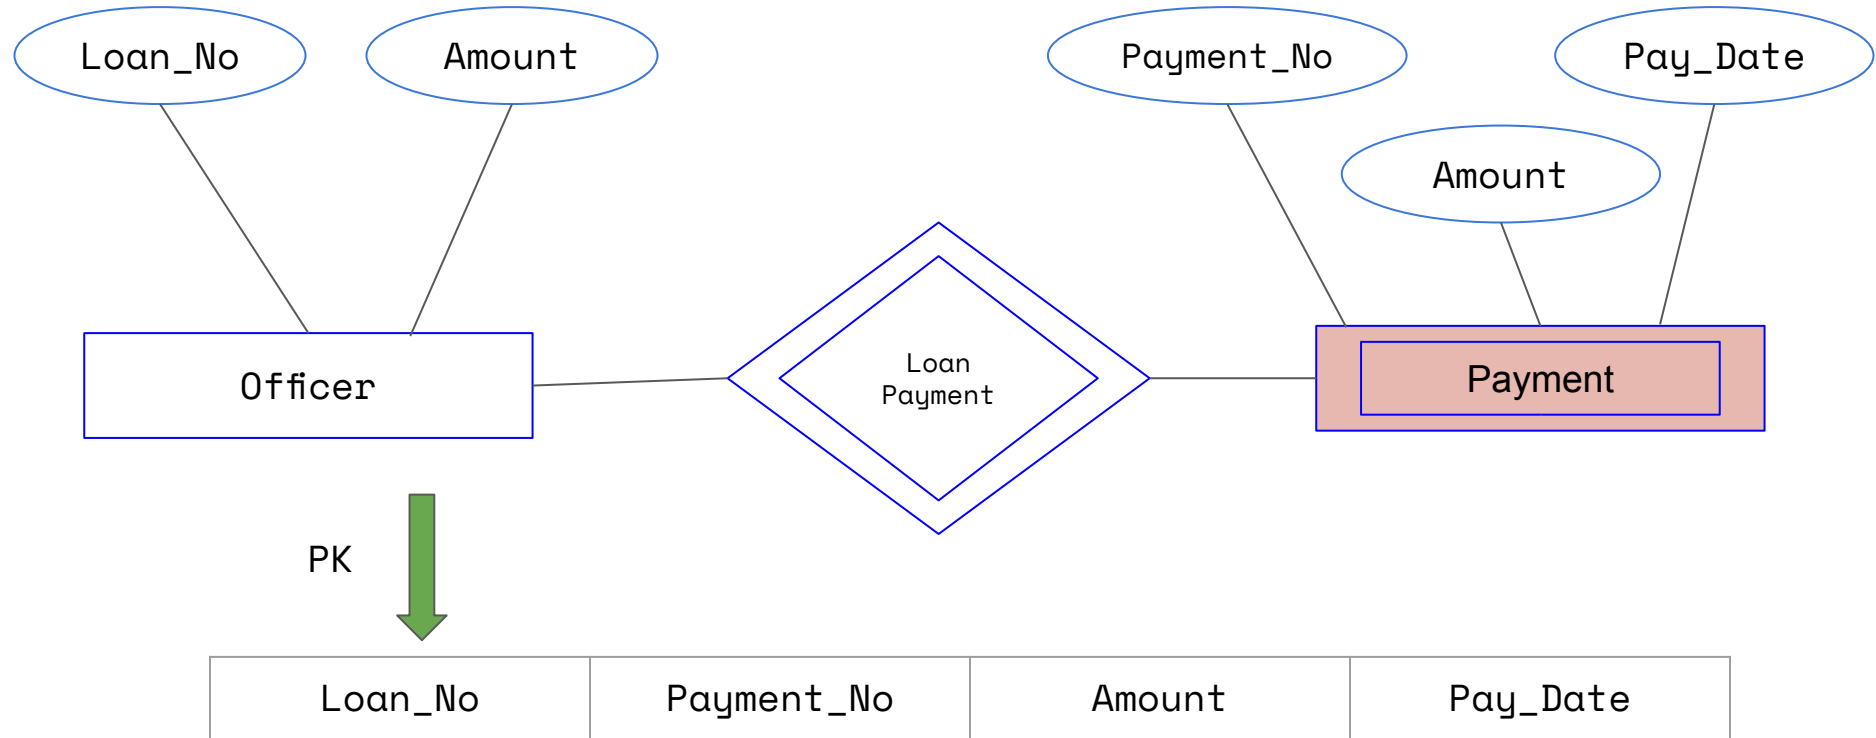 Loan_No
Amount
Payment_No
Pay_Date
Amount
Officer
Loan
Payment
Payment
PK
Loan_No
Payment_No
Amount
Pay_Date